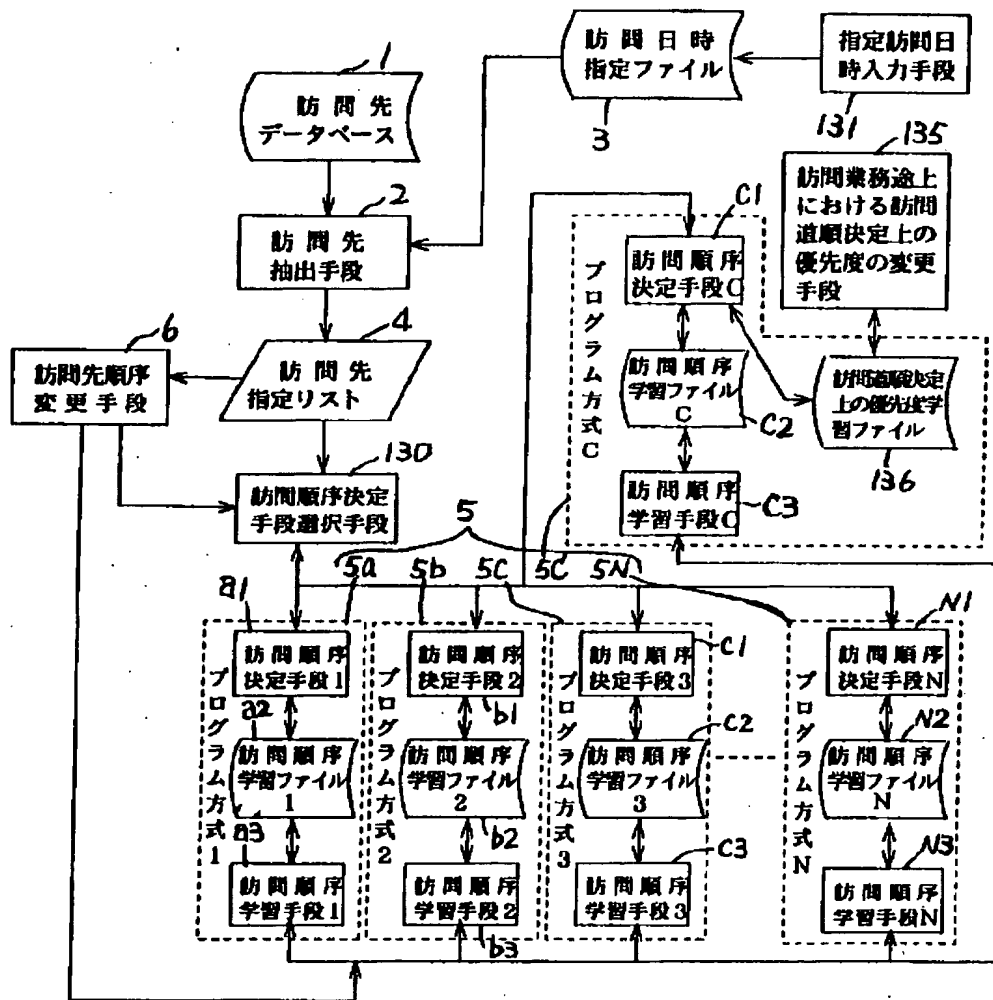 1
訪問先
データベース
訪問日時
指定ファイル
3
指定訪問日
時入力手段
131
2
訪問先
抽出手段
135
訪問業務途上
における訪問
道順決定上の
優先度の変更
手段
C1
訪問順序
決定手段C
プログラム方式C
訪問順序
学習ファイル
C
C2
訪問道順決定
上の優先度学
習ファイル
136
訪問順序
学習手段C
C3
6
訪問先順序
変更手段
4
訪問先
指定リスト
130
訪問順序決定
手段選択手段
5
5a
5b
5C
5C
5N
a1
訪問順序
決定手段1
a2
訪問順序
学習ファイル
1
a3
訪問順序
学習手段1
プログラム方式1
訪問順序
決定手段2
b1
訪問順序
学習ファイル
2
b2
訪問順序
学習手段2
b3
プログラム方式2
C1
訪問順序
決定手段3
C2
訪問順序
学習ファイル
3
C3
訪問順序
学習手段3
プログラム方式3
N1
訪問順序
決定手段N
N2
訪問順序
学習ファイル
N
N3
訪問順序
学習手段N
プログラム方式N